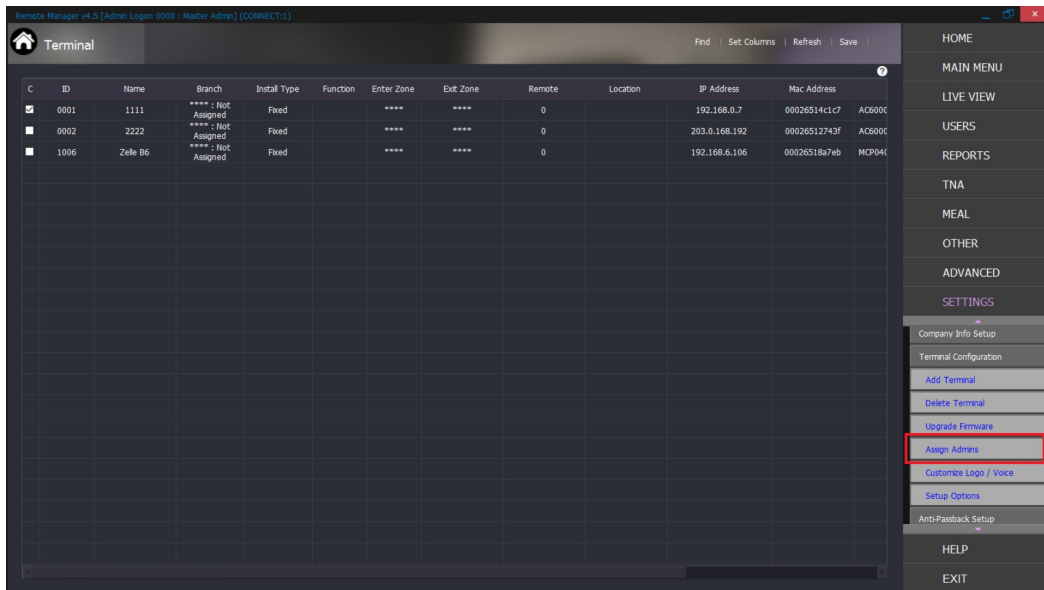 Remote Manager v4.5 [Admin Logon 0000 : Master Admin] (CONNECT:1)
Terminal
Find | Set Columns | Refresh | Save |
?
C ID Name Branch Install Type Function Enter Zone Exit Zone Remote Location IP Address Mac Address
0001 1111 **** : Not Assigned Fixed **** **** 0 192.168.0.7 00026514c1c7 AC6000
0002 2222 **** : Not Assigned Fixed **** **** 0 203.0.168.192 00026512743f AC6000
1006 Zelle B6 **** : Not Assigned Fixed **** **** 0 192.168.6.106 00026518a7eb MCP04
HOME
MAIN MENU
LIVE VIEW
USERS
REPORTS
TNA
MEAL
OTHER
ADVANCED
SETTINGS
Company Info Setup
Terminal Configuration
Add Terminal
Delete Terminal
Upgrade Firmware
Assign Admins
Customize Logo / Voice
Setup Options
Anti-Passback Setup
HELP
EXIT